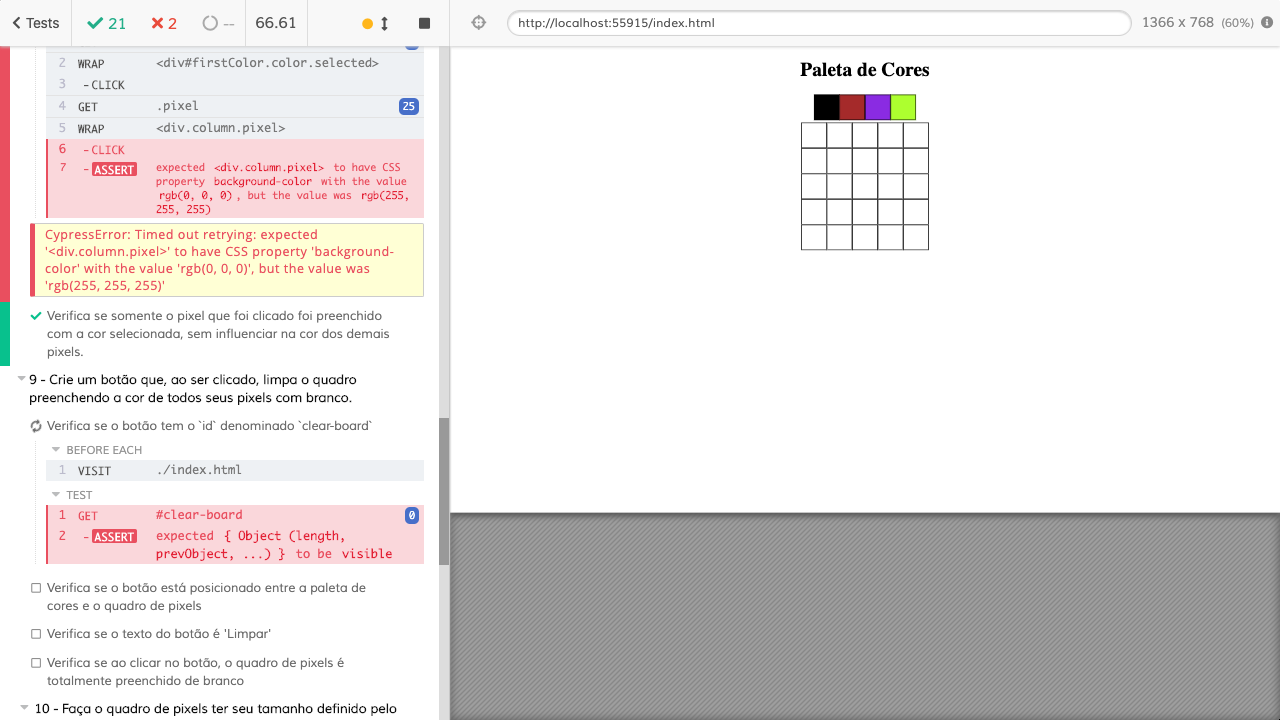 Tests
21
2
--
66.61
http://localhost:55915/index.html
1366 x 768 (60%)
2 WRAP <div#firstColor.color.selected>
3 - CLICK
4 GET .pixel 25
5 WRAP <div.column.pixel>
6 - CLICK
7 - ASSERT expected <div.column.pixel> to have CSS
property background-color with the value
rgb(0, 0, 0) , but the value was rgb(255,
255, 255)
CypressError: Timed out retrying: expected
'<div.column.pixel>' to have CSS property 'background-
color' with the value 'rgb(0, 0, 0)', but the value was
'rgb(255, 255, 255)'
Verifica se somente o pixel que foi clicado foi preenchido
com a cor selecionada, sem influenciar na cor dos demais
pixels.
9 - Crie um botão que, ao ser clicado, limpa o quadro
preenchendo a cor de todos seus pixels com branco.
Verifica se o botão tem o `id` denominado `clear-board`
BEFORE EACH
1 VISIT ./index.html
TEST
1 GET #clear-board 0
2 - ASSERT expected { Object (length,
prevObject, ...) } to be visible
Verifica se o botão está posicionado entre a paleta de
cores e o quadro de pixels
Verifica se o texto do botão é 'Limpar'
Verifica se ao clicar no botão, o quadro de pixels é
totalmente preenchido de branco
10 - Faça o quadro de pixels ter seu tamanho definido pelo
Paleta de Cores